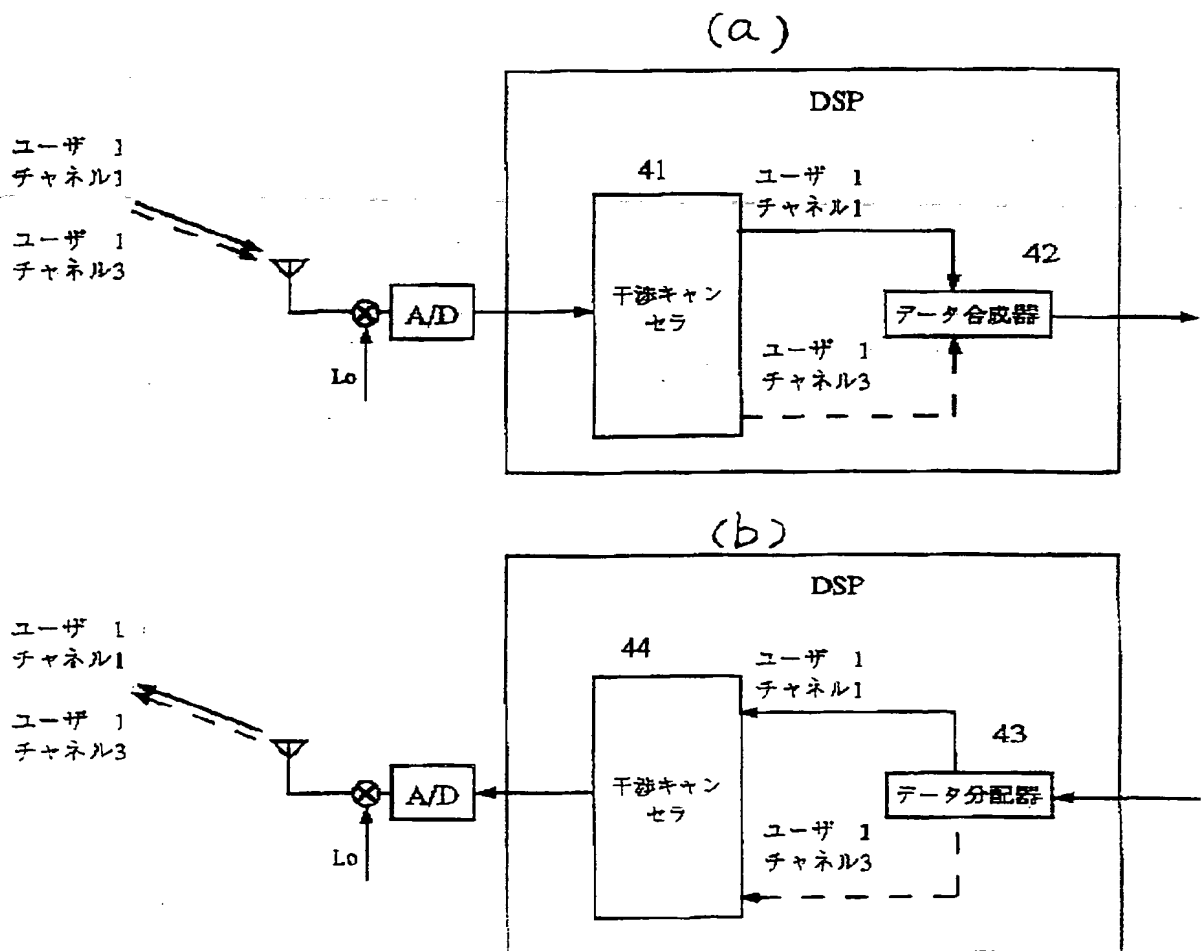 (a)
DSP
ユーザ 1
チャネル1
ユーザ 1
チャネル3
Lo
A/D
41
干渉キャン
セラ
ユーザ 1
チャネル1
ユーザ 1
チャネル3
42
データ合成器
(b)
DSP
ユーザ 1
チャネル1
ユーザ 1
チャネル3
Lo
A/D
44
干渉キャン
セラ
ユーザ 1
チャネル1
ユーザ 1
チャネル3
43
データ分配器